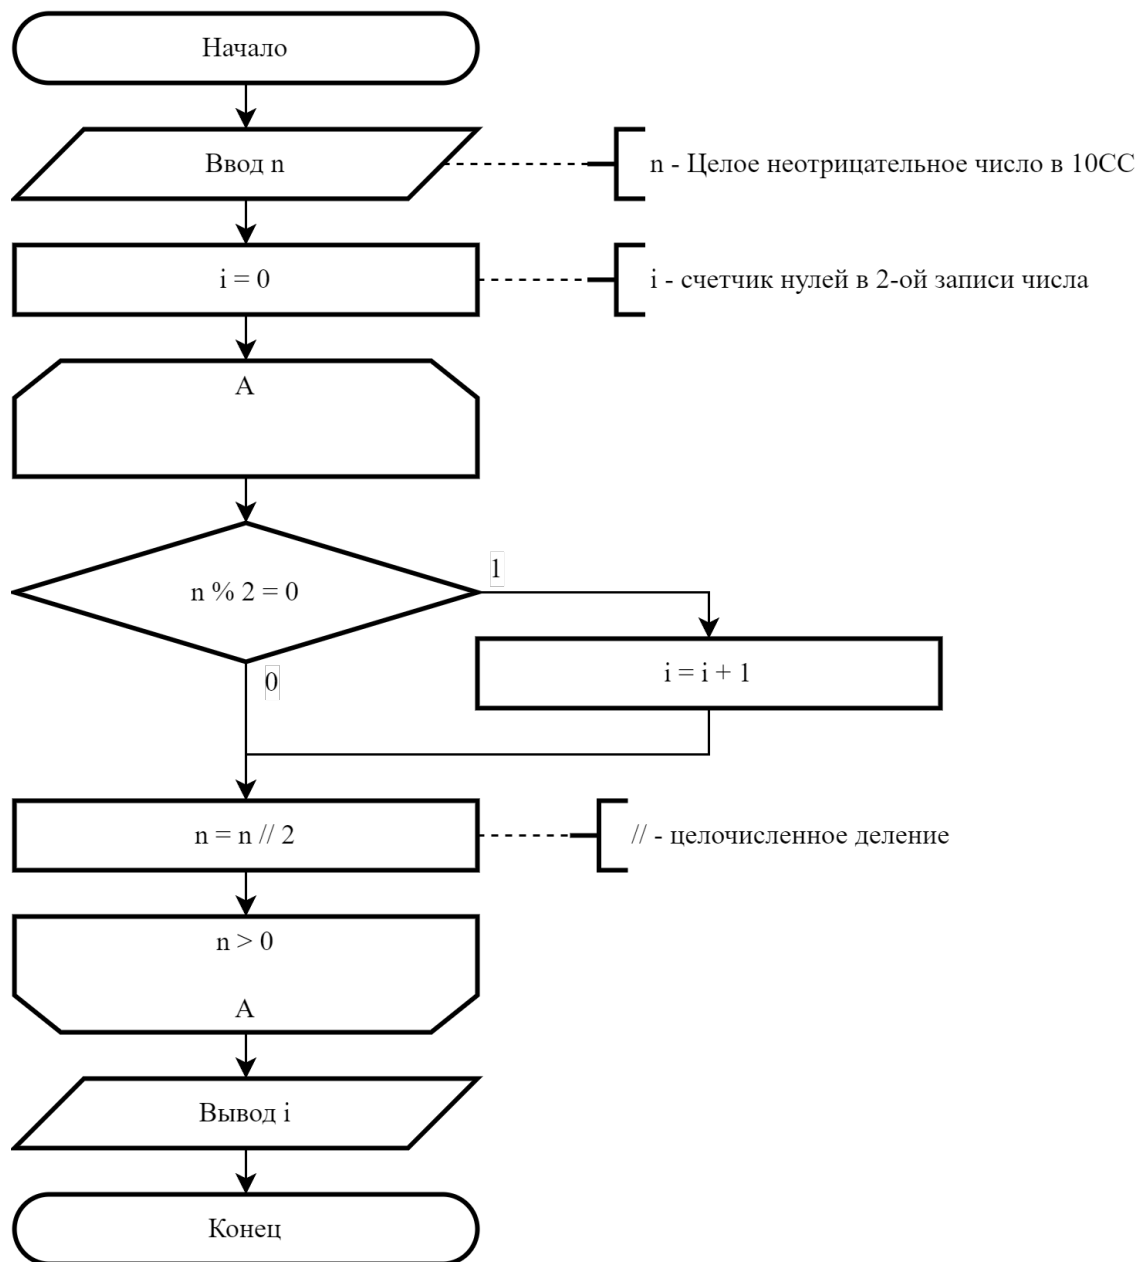 Начало
Ввод n
n - Целое неотрицательное число в 10СС
i = 0
i - счетчик нулей в 2-ой записи числа
А
n % 2 = 0
1
0
i = i + 1
n = n // 2
// - целочисленное деление
n > 0
А
Вывод i
Конец